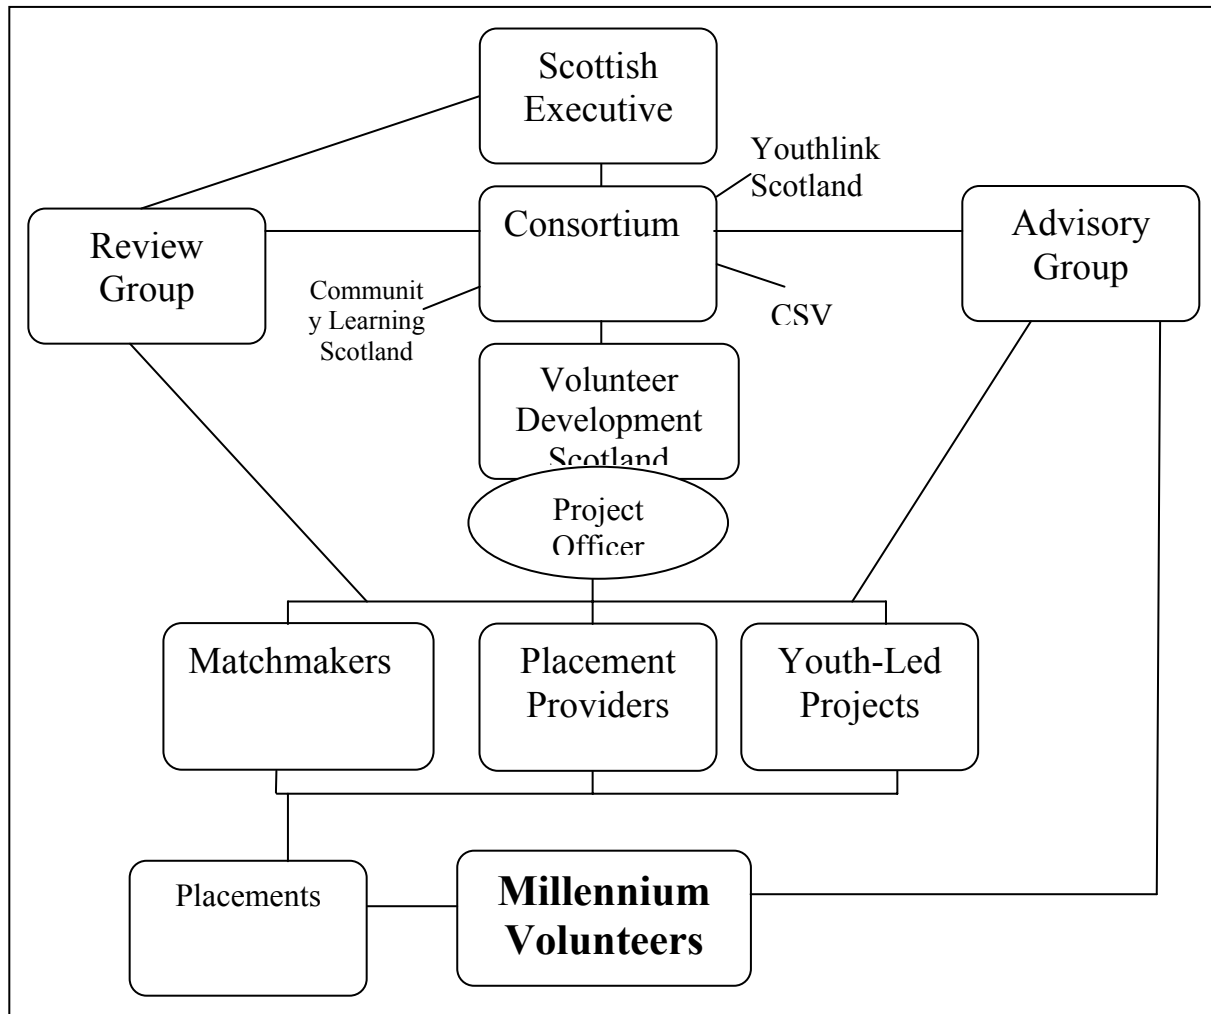 Scottish
Executive
Youthlink
Scotland
Consortium
Advisory
Group
Review
Group
Communit
y Learning
Scotland
CSV
Volunteer
Development
Scotland
Project
Officer
Matchmakers
Placement
Providers
Youth-Led
Projects
Placements
Millennium
Volunteers